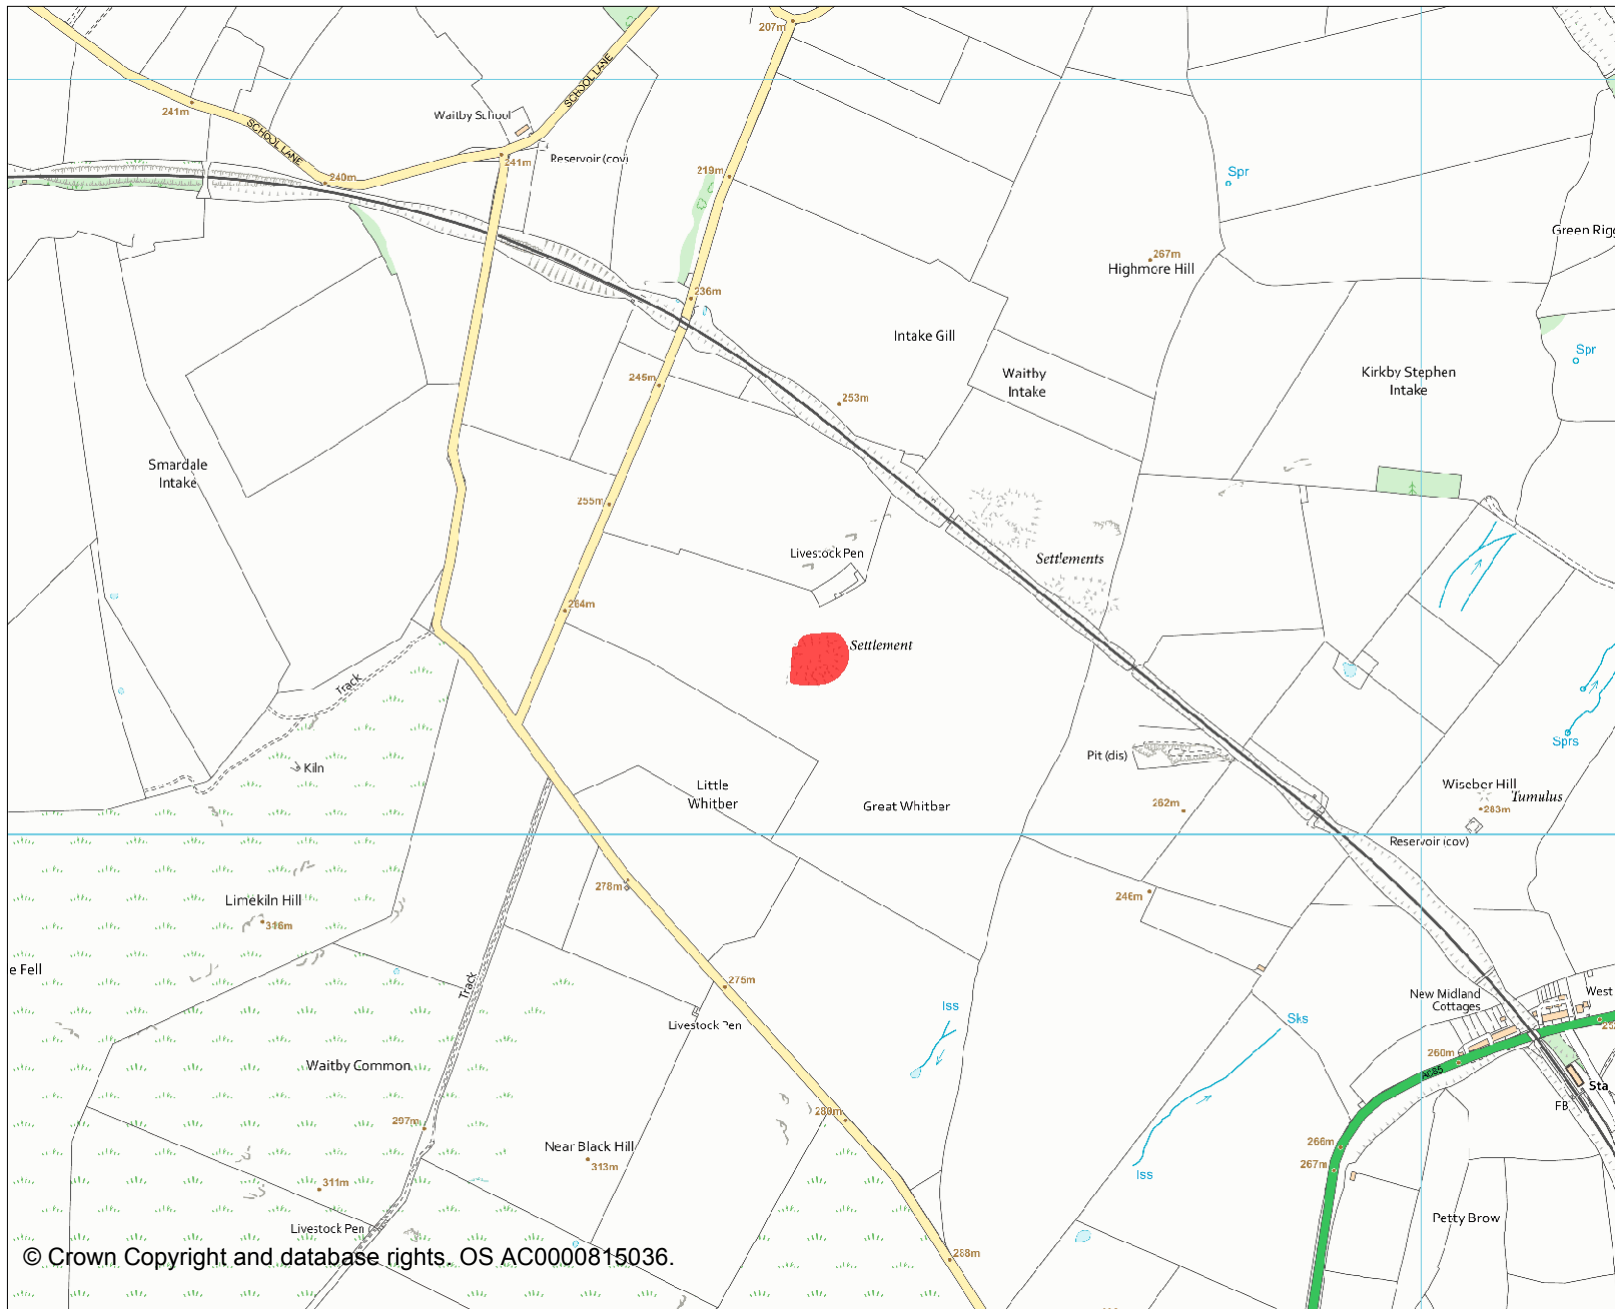 207m
SCHOOL LANE
241m
Waitby School
SCHOOL LANE
241m
Reservoir (cov)
219m
240m
Spr
Green Rigg
267m
Highmore Hill
236m
Intake Gill
Spr
245m
Waitby
Intake
Kirkby Stephen
Intake
253m
Smardale
Intake
255m
Livestock Pen
Settlements
264m
Settlement
Track
Sprs
Pit (dis)
Kiln
Little
Whitber
Great Whitber
262m
Wiseber Hill
Tumulus
283m
Reservoir (cov)
278m
246m
Limekiln Hill
316m
e Fell
Track
275m
New Midland
Cottages
West
Iss
Sks
Livestock Pen
260m
A685
Waitby Common
Sta
FB
297m
280m
Near Black Hill
313m
266m
267m
Iss
311m
Livestock Pen
Petty Brow
288m
© Crown Copyright and database rights. OS AC0000815036.